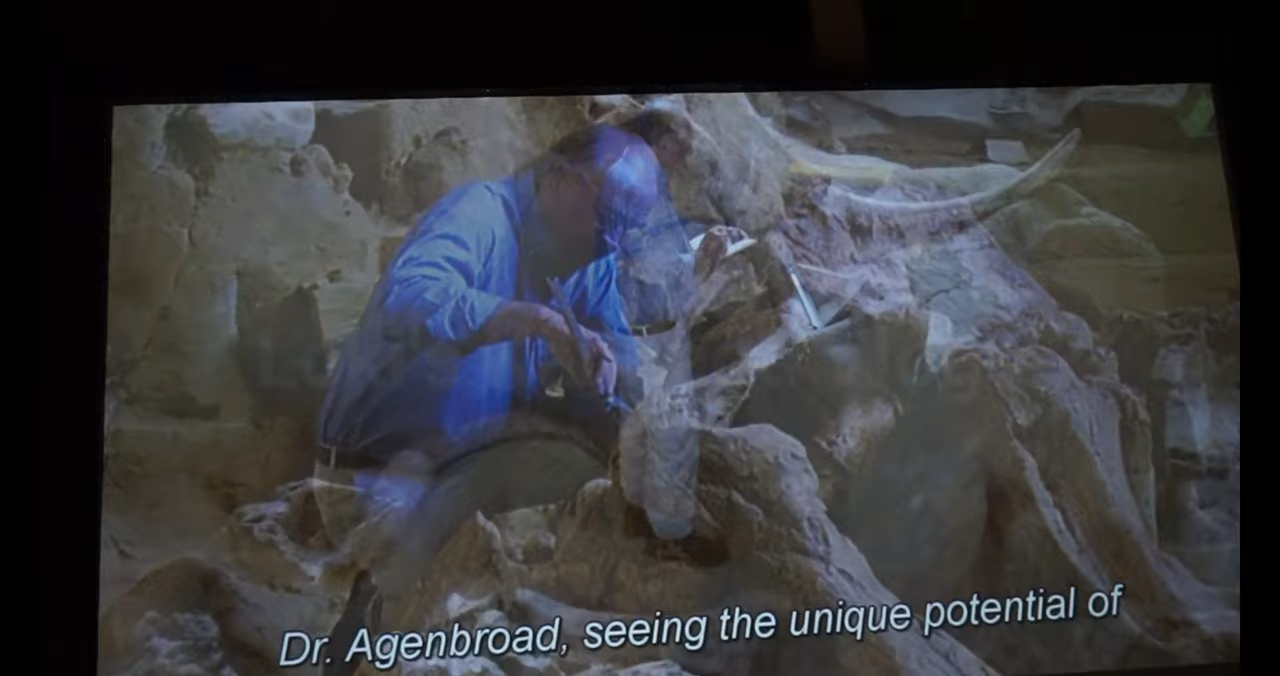 Dr. Agenbroad, seeing the unique potential of